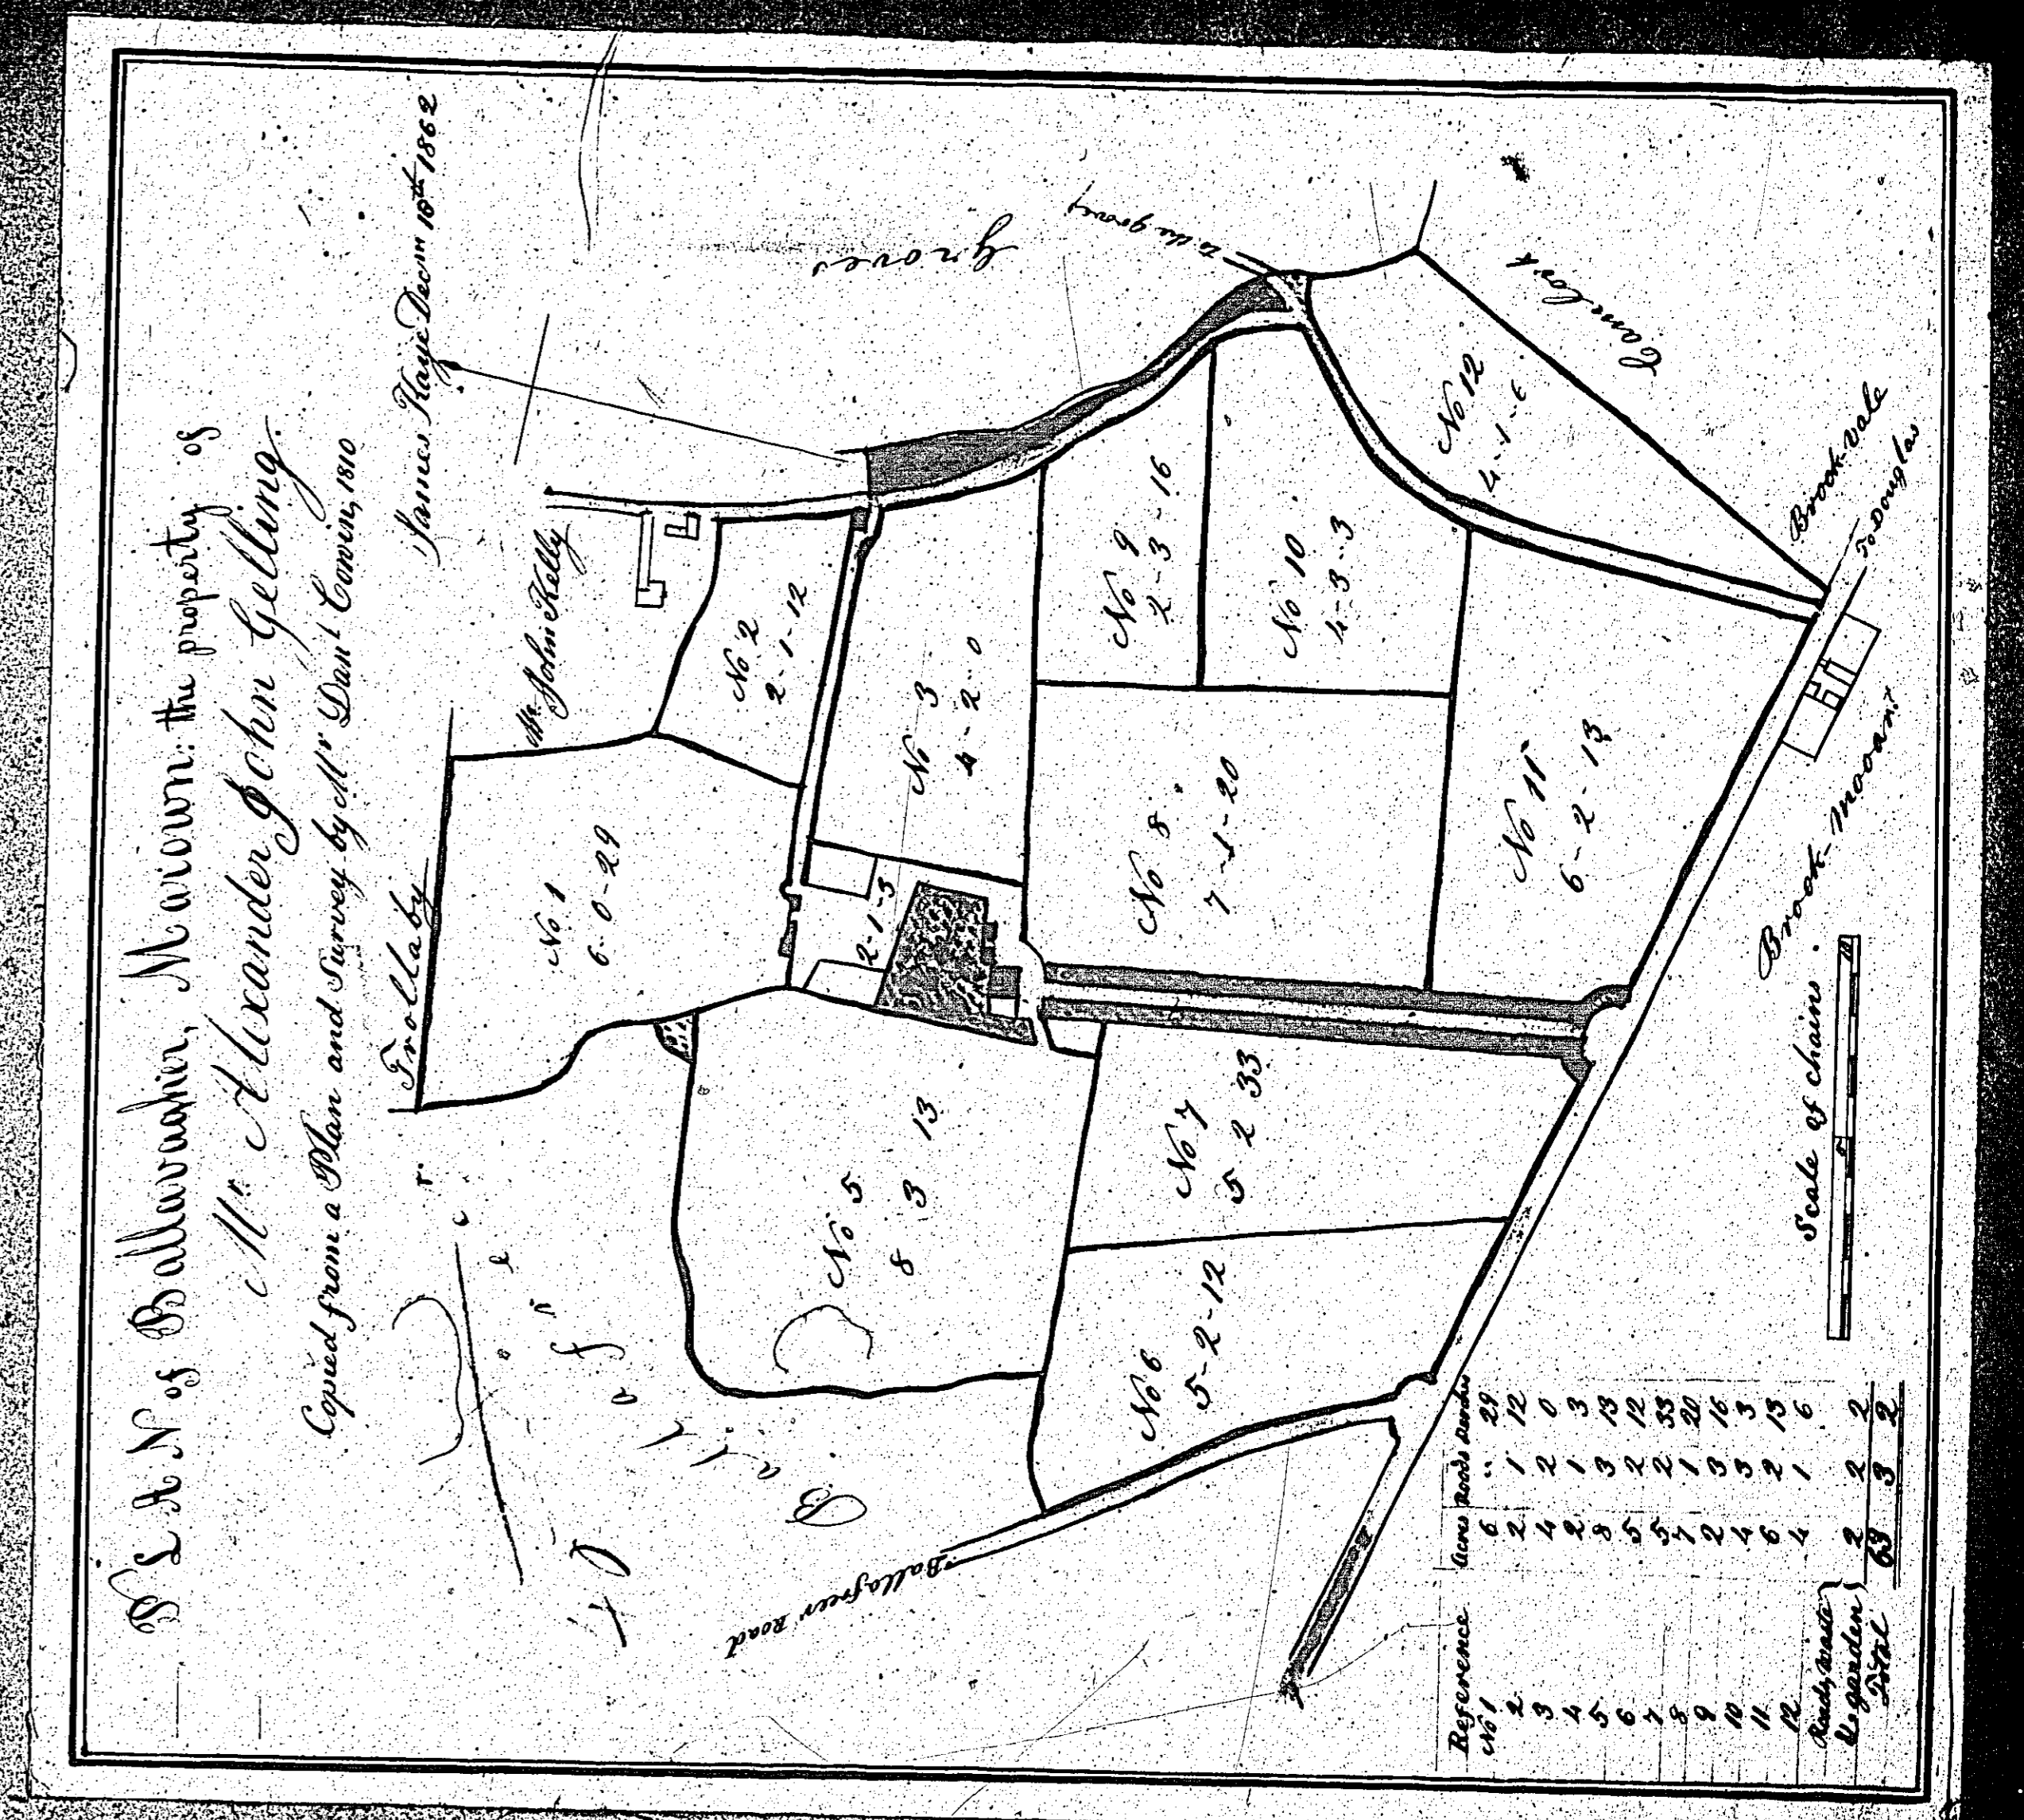 PLAN of Ballavagher, Marown: the property of
Mr Alexander John Gelling.
Copied from a Plan and Survey by Mr Danl Cowin, 1810
James Kaye Decm 10th 1862
Trollaby
Mr John Kelly
Groves
to the groves
Camlork
Brook-Vale
To Douglas
Brook-Mooar
Ballafreer
Ballafreer Road
No 1
6-0-29
No 2
2-1-12
No 3
4-2-0
2-1-3
No 5
8 3 13
No 6
5-2-12
No 7
5 2 33
No 8
7-1-20
No 9
2-3-16
No 10
4-3-3
No 11
6-2-13
No 12
4-1-6
Scale of chains.
Reference Acres Roods Perches
No 1 6 " 29
2 2 1 12
3 4 2 0
4 2 1 3
5 8 3 13
6 5 2 12
7 5 2 33
8 7 1 20
9 2 3 16
10 4 3 3
11 6 2 13
12 4 1 6
Roads, waste
& garden 2 2 2
Total 63 3 2